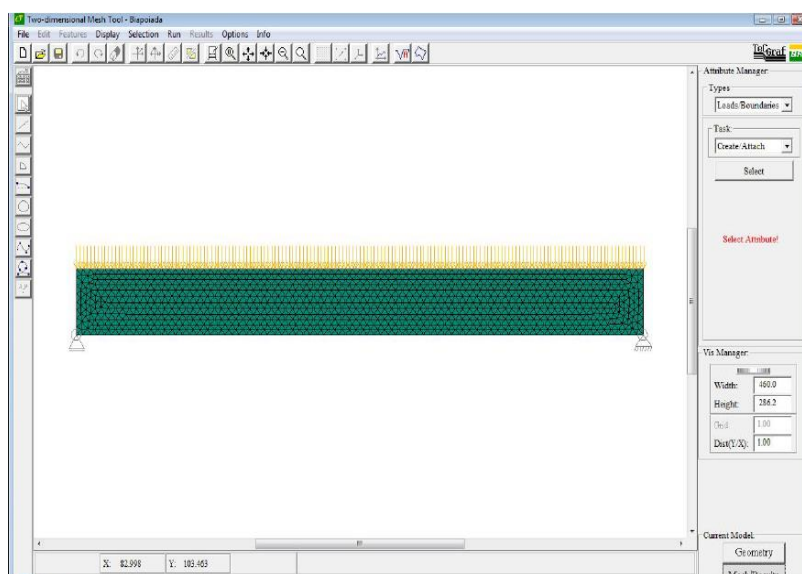 Two-dimensional Mesh Tool - Biapoiada
File Edit Features Display Selection Run Results Options Info
TeCGraf
Attribute Manager:
Types
Loads/Boundaries
Task:
Create/Attach
Select
Select Attribute!
Vis Manager:
Width: 460.0
Height: 286.2
Grid 1.00
Dist(Y/X): 1.00
Current Model:
Geometry
X: 82.998 Y: 103.463